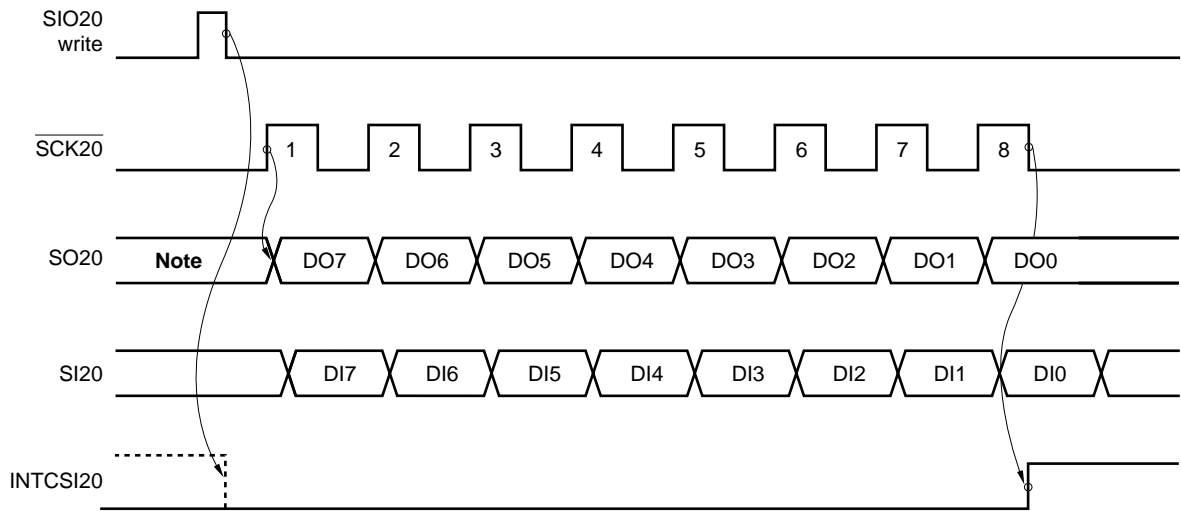 SIO20
write
SCK20
1 2 3 4 5 6 7 8
SO20
Note DO7 DO6 DO5 DO4 DO3 DO2 DO1 DO0
SI20
DI7 DI6 DI5 DI4 DI3 DI2 DI1 DI0
INTCSI20